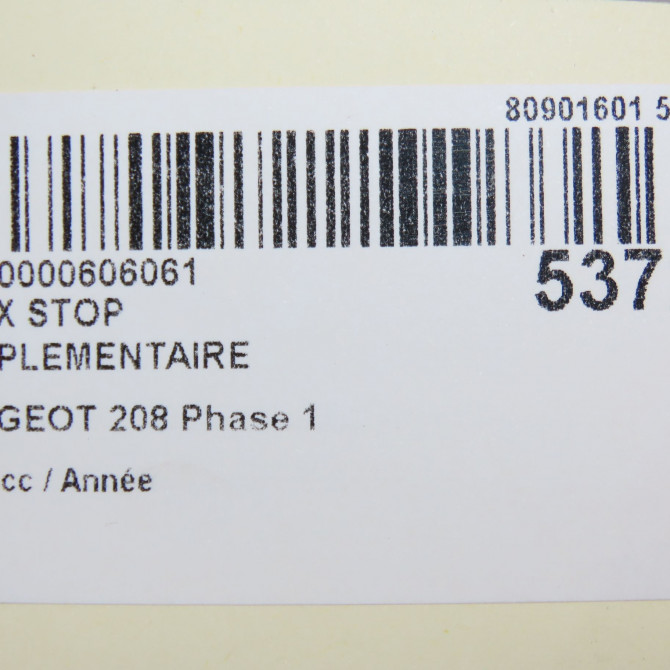 80901601 5
0000606061
537
X STOP
PLEMENTAIRE
GEOT 208 Phase 1
cc / Année